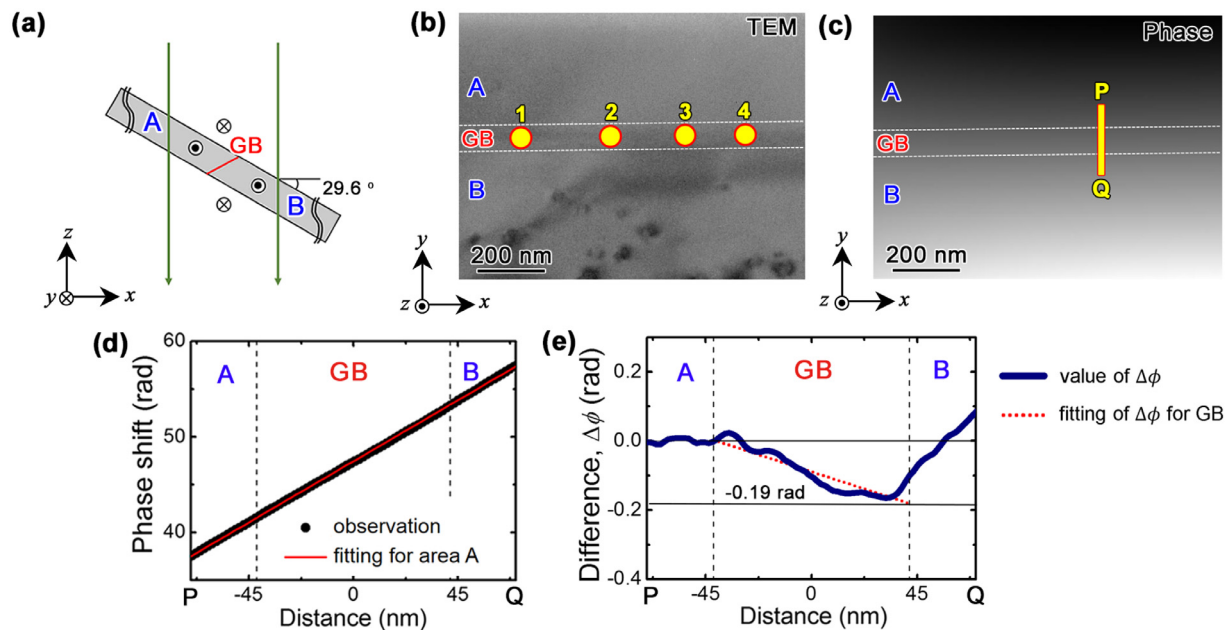 (a)
A
GB
B
29.6 °
z
y
x
(b)
TEM
A
1
2
3
4
GB
B
200 nm
y
z
x
(c)
Phase
A
P
GB
B
Q
200 nm
y
z
x
(d)
Phase shift (rad)
60
50
40
A
GB
B
observation
fitting for area A
P
-45
0
45
Q
Distance (nm)
(e)
Difference, Δϕ (rad)
0.2
0.0
-0.2
-0.4
A
GB
B
-0.19 rad
P
-45
0
45
Q
Distance (nm)
value of Δϕ
fitting of Δϕ for GB